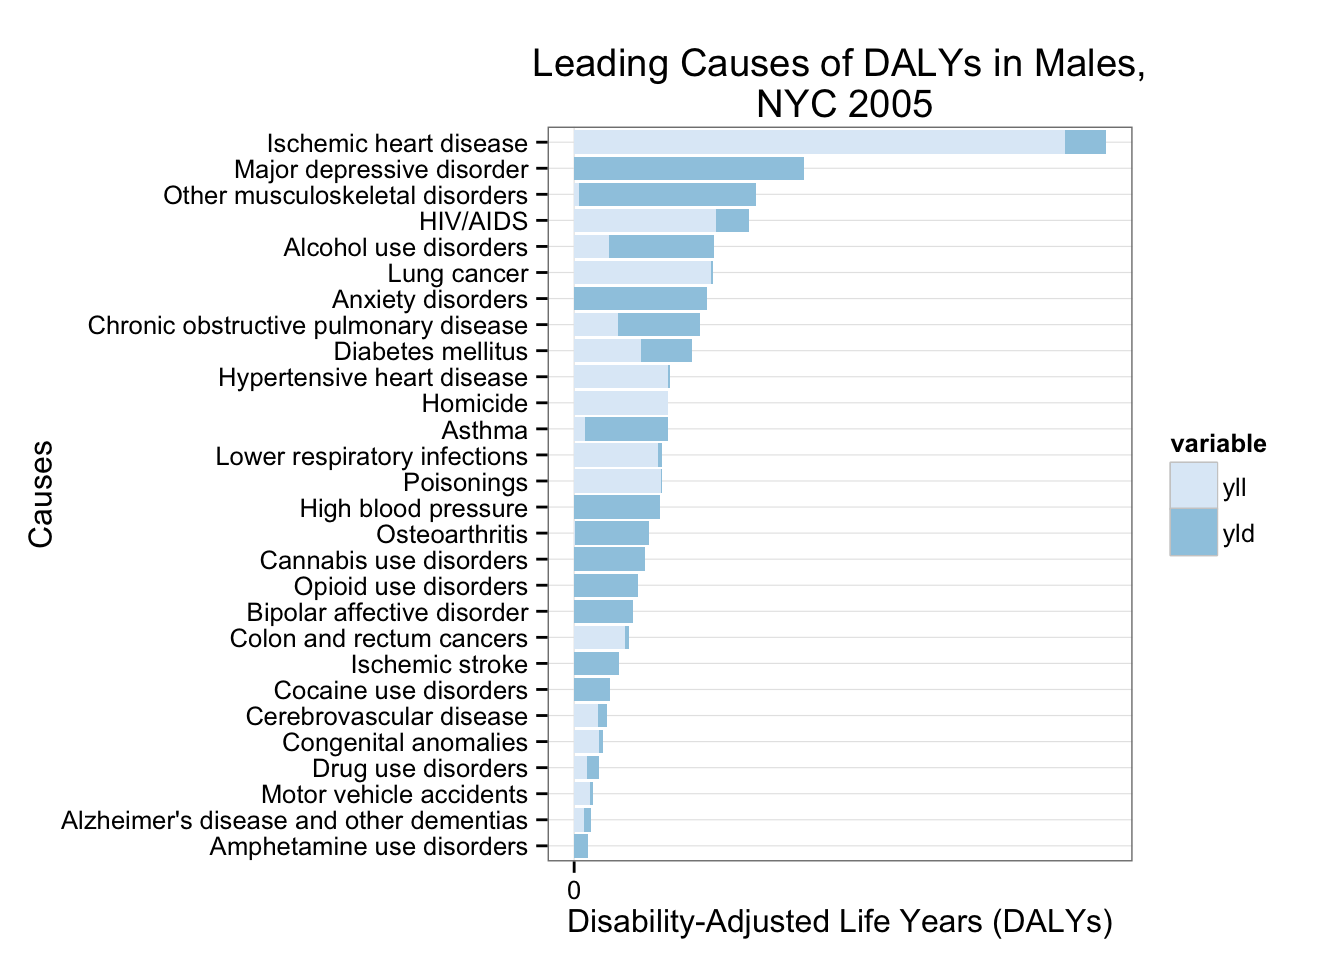 Leading Causes of DALYs in Males,
NYC 2005
Ischemic heart disease
Major depressive disorder
Other musculoskeletal disorders
HIV/AIDS
Alcohol use disorders
Lung cancer
Anxiety disorders
Chronic obstructive pulmonary disease
Diabetes mellitus
Hypertensive heart disease
Homicide
Asthma
Lower respiratory infections
Poisonings
High blood pressure
Osteoarthritis
Cannabis use disorders
Opioid use disorders
Bipolar affective disorder
Colon and rectum cancers
Ischemic stroke
Cocaine use disorders
Cerebrovascular disease
Congenital anomalies
Drug use disorders
Motor vehicle accidents
Alzheimer's disease and other dementias
Amphetamine use disorders
Causes
0
Disability-Adjusted Life Years (DALYs)
variable
yll
yld